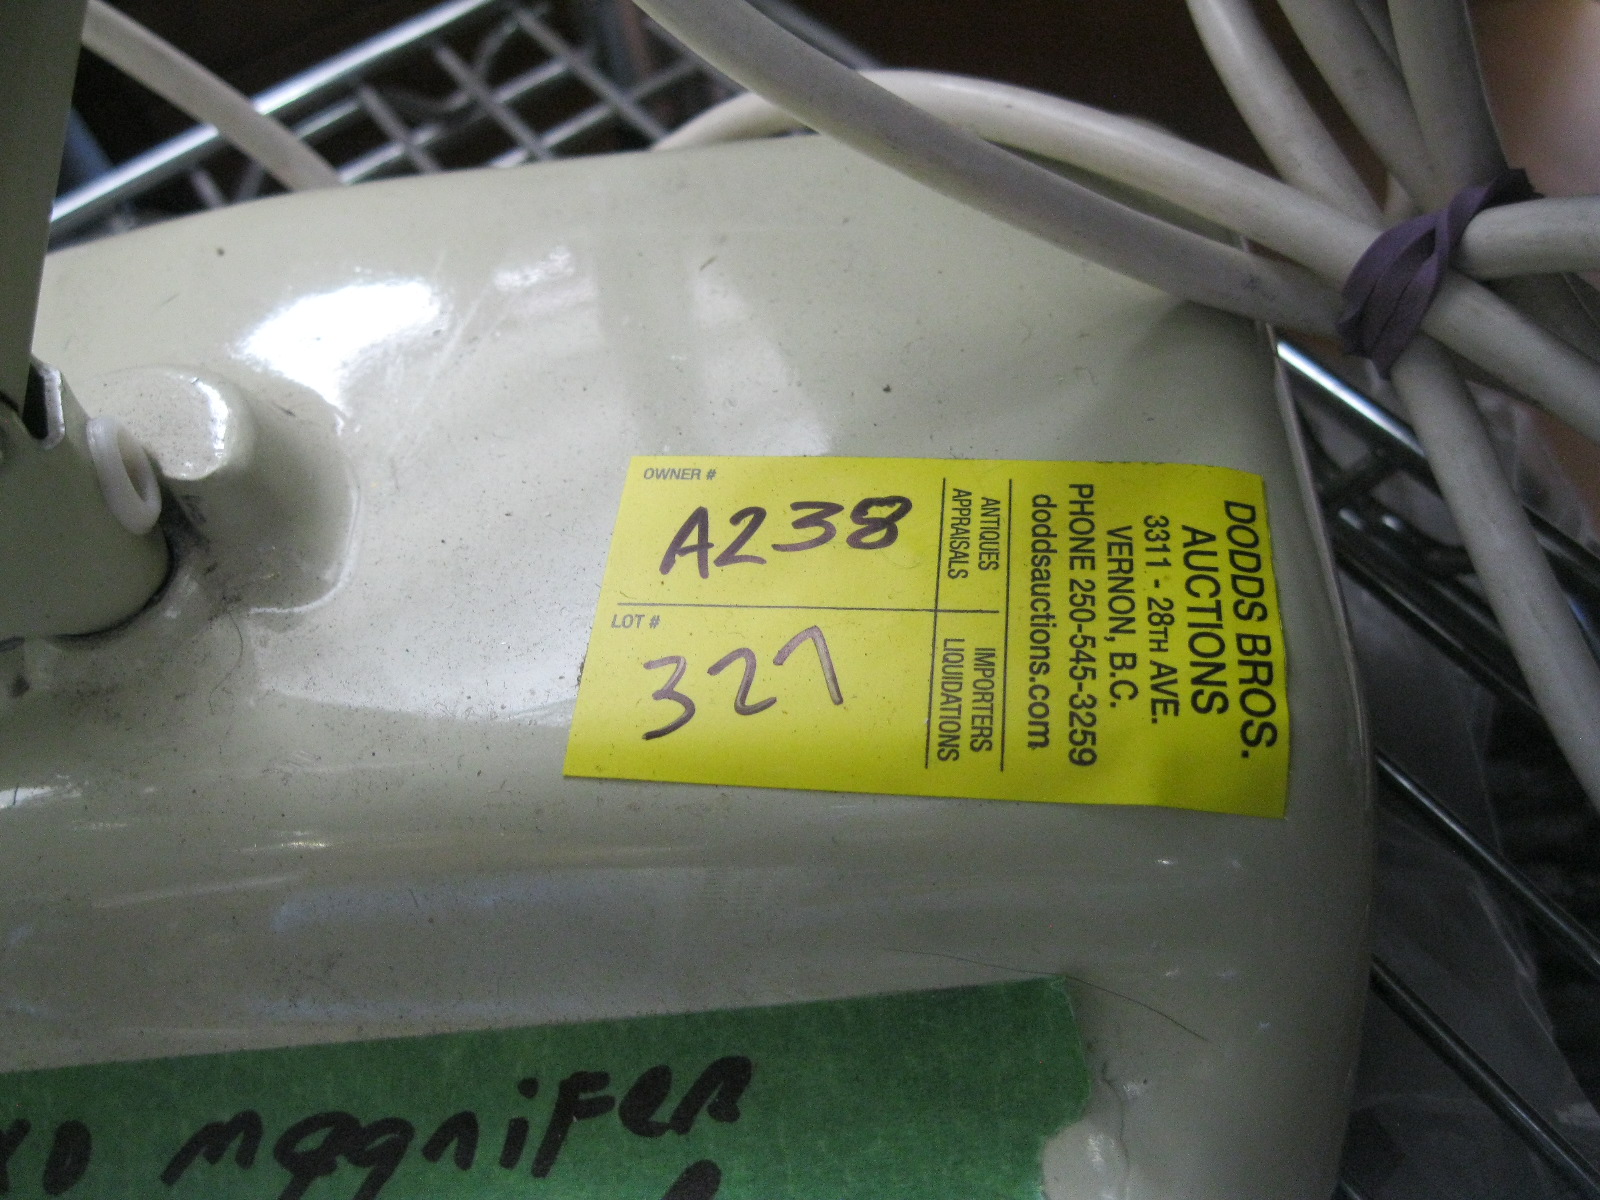 DODDS BROS.
AUCTIONS
3311 - 28TH AVE.
VERNON, B.C.
PHONE 250-545-3259
doddsauctions.com
ANTIQUES
APPRAISALS
IMPORTERS
LIQUIDATIONS
OWNER #
A238
LOT #
327
magnifer